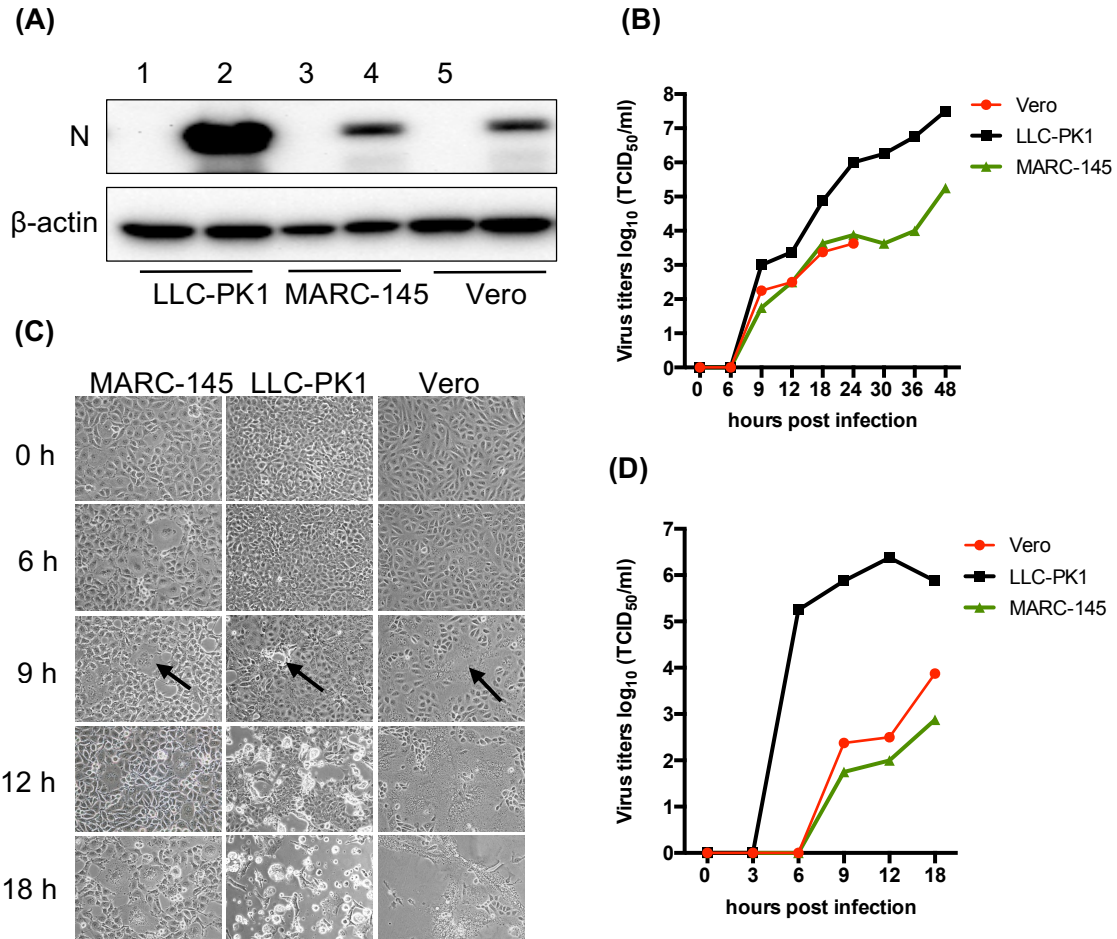 (A)
1 2 3 4 5
N
β-actin
LLC-PK1 MARC-145 Vero
(B)
Virus titers log10 (TCID50/ml)
8
7
6
5
4
3
2
1
0
0 6 9 12 18 24 30 36 48
hours post infection
Vero
LLC-PK1
MARC-145
(C)
MARC-145 LLC-PK1 Vero
0 h
6 h
9 h
12 h
18 h
(D)
Virus titers log10 (TCID50/ml)
7
6
5
4
3
2
1
0
0 3 6 9 12 18
hours post infection
Vero
LLC-PK1
MARC-145